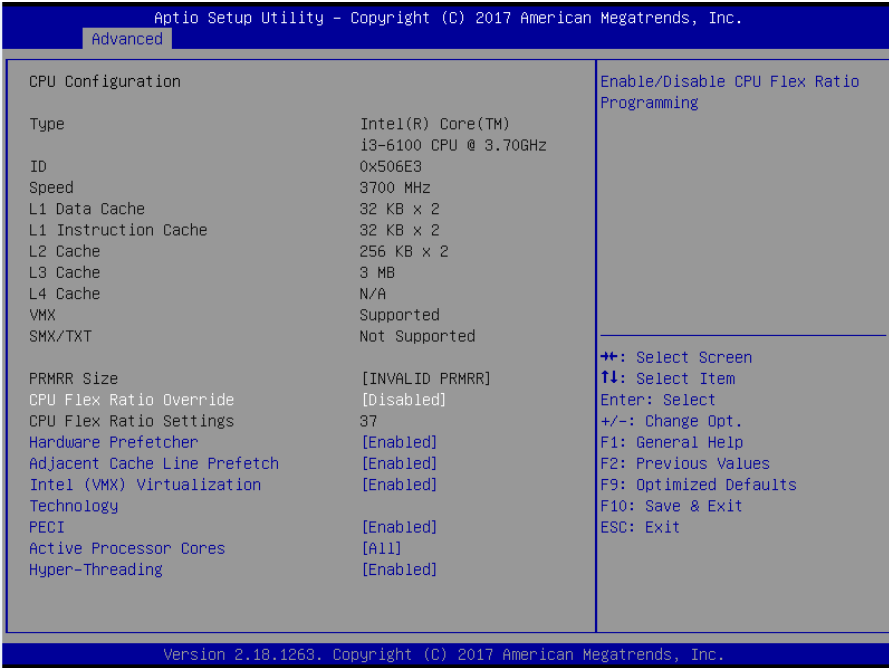 Aptio Setup Utility – Copyright (C) 2017 American Megatrends, Inc.
Advanced
CPU Configuration
Type Intel(R) Core(TM)
i3-6100 CPU @ 3.70GHz
ID 0x506E3
Speed 3700 MHz
L1 Data Cache 32 KB x 2
L1 Instruction Cache 32 KB x 2
L2 Cache 256 KB x 2
L3 Cache 3 MB
L4 Cache N/A
VMX Supported
SMX/TXT Not Supported
PRMRR Size [INVALID PRMRR]
CPU Flex Ratio Override [Disabled]
CPU Flex Ratio Settings 37
Hardware Prefetcher [Enabled]
Adjacent Cache Line Prefetch [Enabled]
Intel (VMX) Virtualization [Enabled]
Technology
PECI [Enabled]
Active Processor Cores [All]
Hyper-Threading [Enabled]
Enable/Disable CPU Flex Ratio
Programming
→←: Select Screen
↑↓: Select Item
Enter: Select
+/-: Change Opt.
F1: General Help
F2: Previous Values
F9: Optimized Defaults
F10: Save & Exit
ESC: Exit
Version 2.18.1263. Copyright (C) 2017 American Megatrends, Inc.